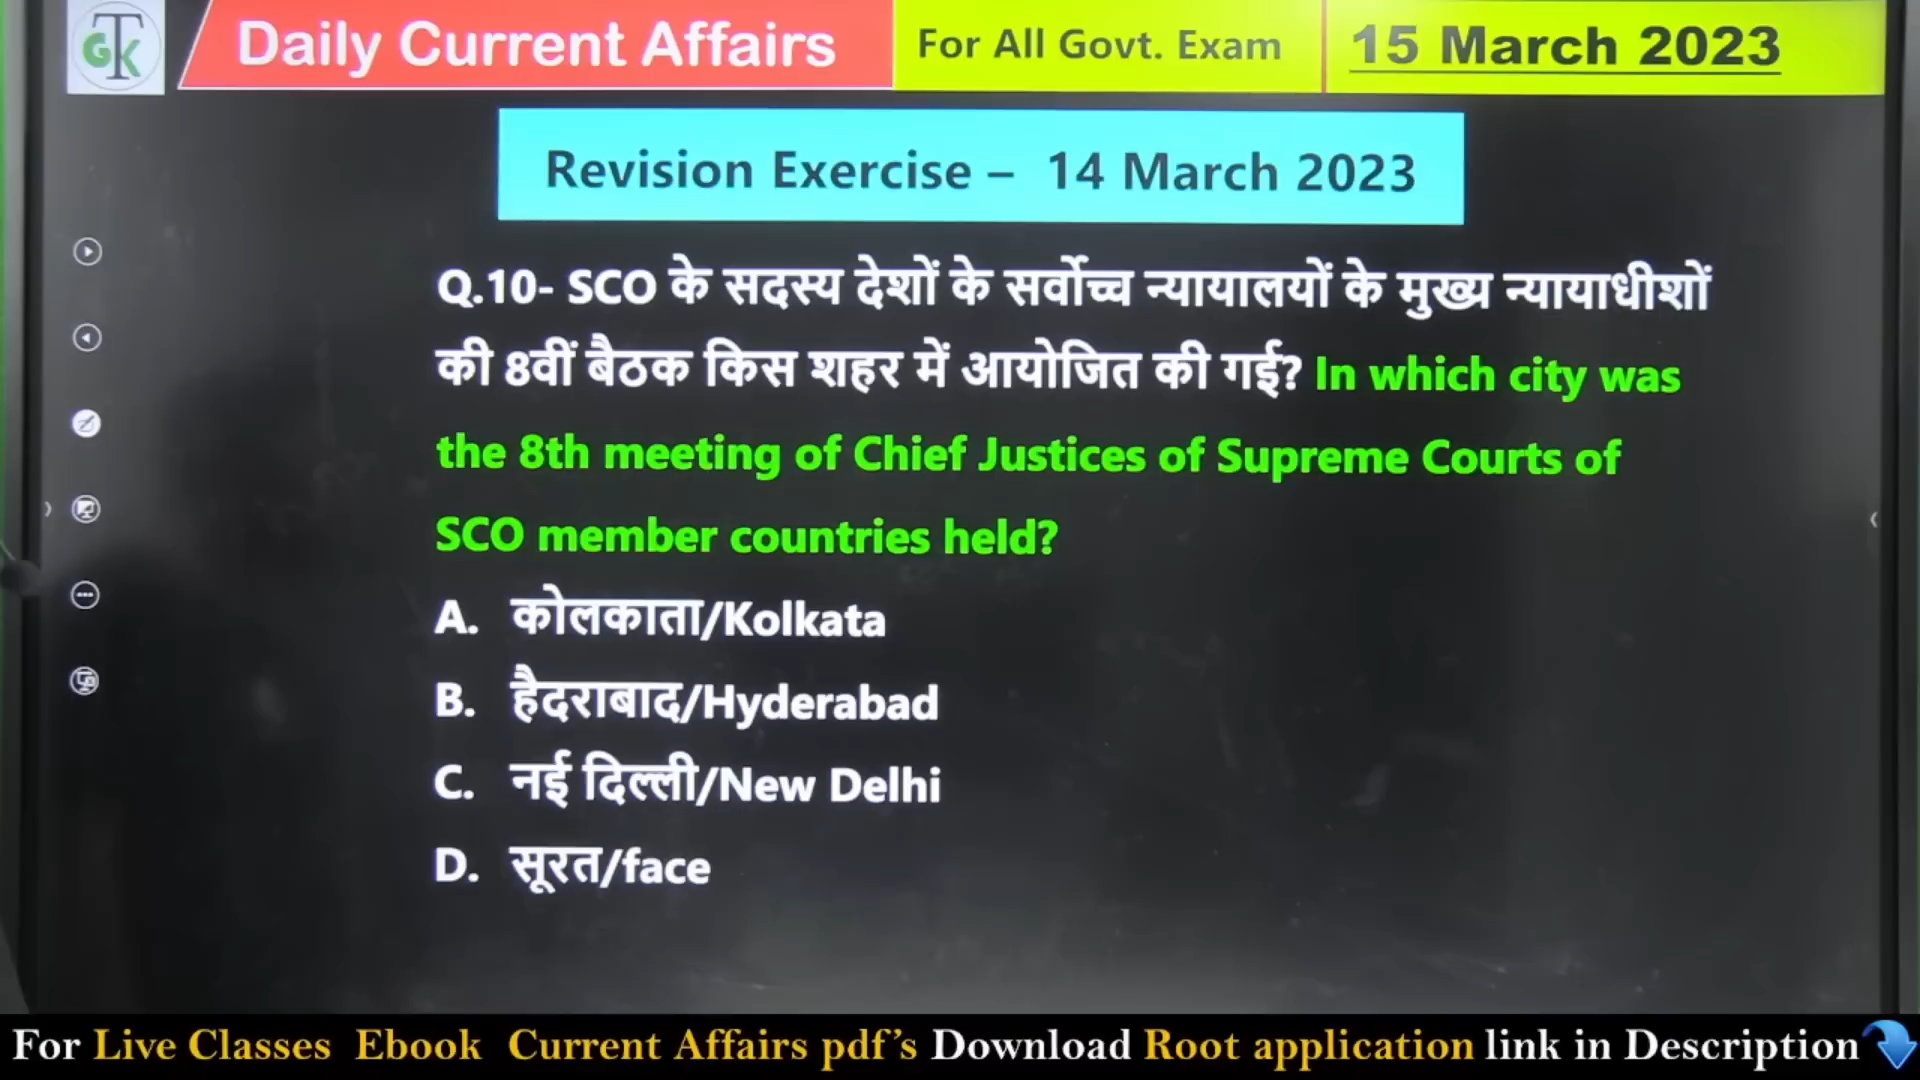 GTK
Daily Current Affairs
For All Govt. Exam
15 March 2023
Revision Exercise – 14 March 2023
Q.10- SCO के सदस्य देशों के सर्वोच्च न्यायालयों के मुख्य न्यायाधीशों
की 8वीं बैठक किस शहर में आयोजित की गई? In which city was
the 8th meeting of Chief Justices of Supreme Courts of
SCO member countries held?
A. कोलकाता/Kolkata
B. हैदराबाद/Hyderabad
C. नई दिल्ली/New Delhi
D. सूरत/face
For Live Classes Ebook Current Affairs pdf's Download Root application link in Description